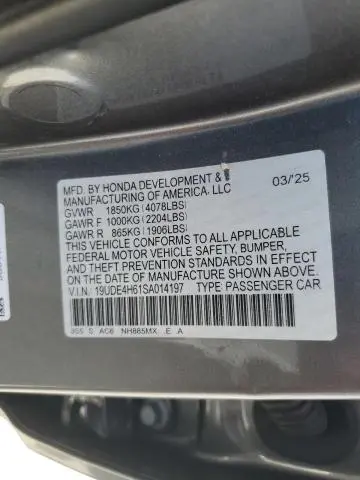 MFD. BY HONDA DEVELOPMENT &
MANUFACTURING OF AMERICA, LLC 03/'25
GVWR 1850KG(4078LBS)
GAWR F 1000KG(2204LBS)
GAWR R 865KG(1906LBS)
THIS VEHICLE CONFORMS TO ALL APPLICABLE
FEDERAL MOTOR VEHICLE SAFETY, BUMPER,
AND THEFT PREVENTION STANDARDS IN EFFECT
ON THE DATE OF MANUFACTURE SHOWN ABOVE.
V.I.N.: 19UDE4H61SA014197 TYPE:PASSENGER CAR
3S5 S AC6 NH885MX E A